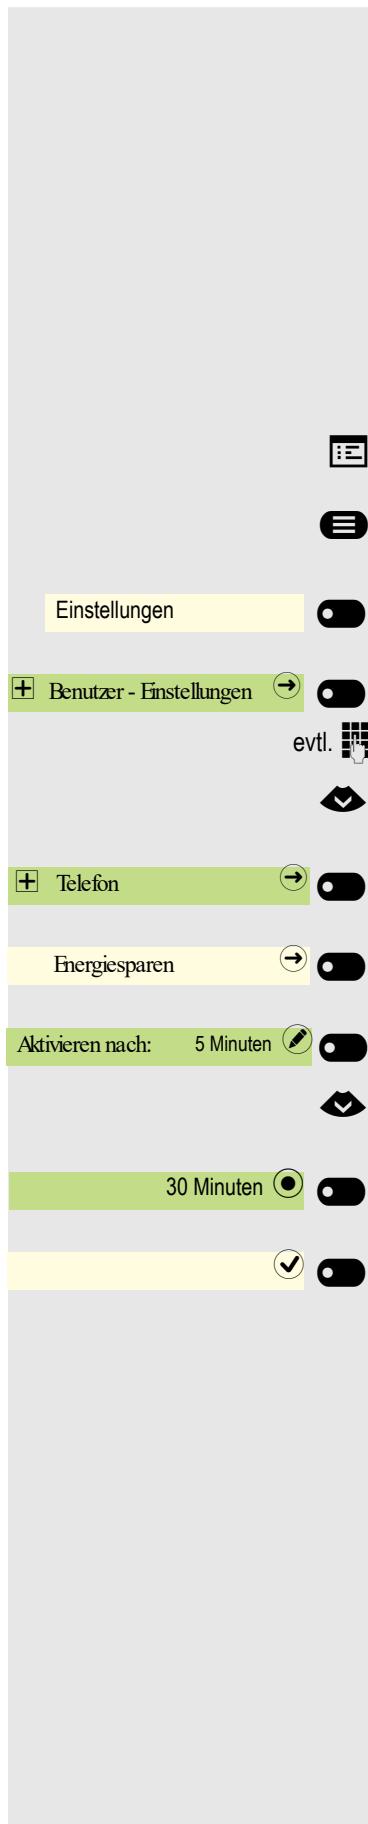 Einstellungen
Benutzer - Einstellungen
evtl.
Telefon
Energiesparen
Aktivieren nach: 5 Minuten
30 Minuten